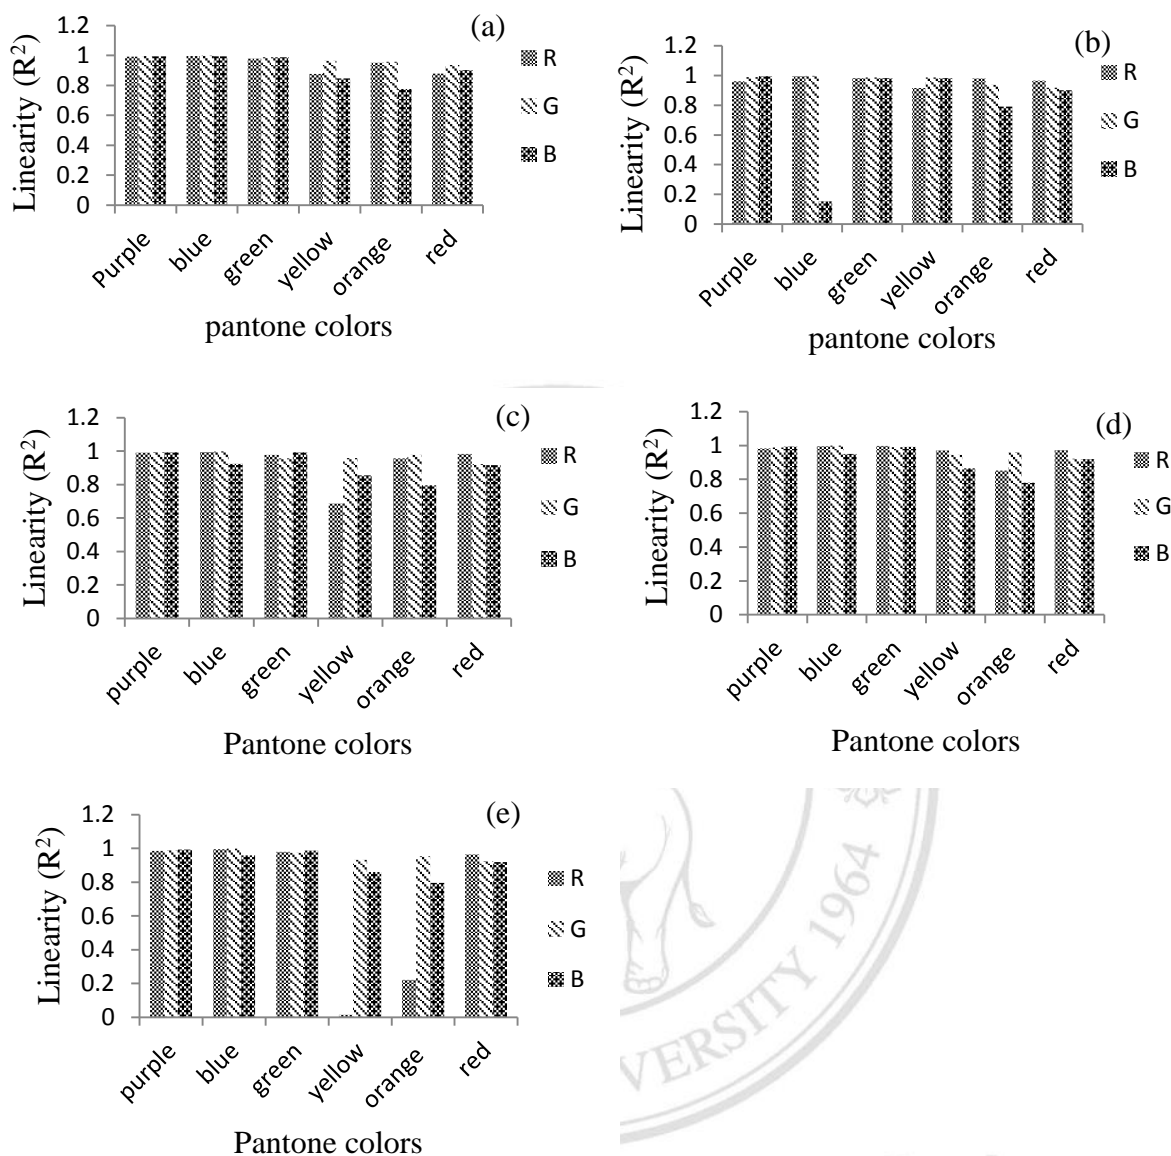 (a)
1.2
1
0.8
0.6
0.4
0.2
0
Linearity (R²)
Purple
blue
green
yellow
orange
red
pantone colors
R
G
B
(b)
1.2
1
0.8
0.6
0.4
0.2
0
Linearity (R²)
Purple
blue
green
yellow
orange
red
pantone colors
R
G
B
(c)
1.2
1
0.8
0.6
0.4
0.2
0
Linearity (R²)
purple
blue
green
yellow
orange
red
Pantone colors
R
G
B
(d)
1.2
1
0.8
0.6
0.4
0.2
0
Linearity (R²)
purple
blue
green
yellow
orange
red
Pantone colors
R
G
B
(e)
1.2
1
0.8
0.6
0.4
0.2
0
Linearity (R²)
purple
blue
green
yellow
orange
red
Pantone colors
R
G
B
VERSITY 1964